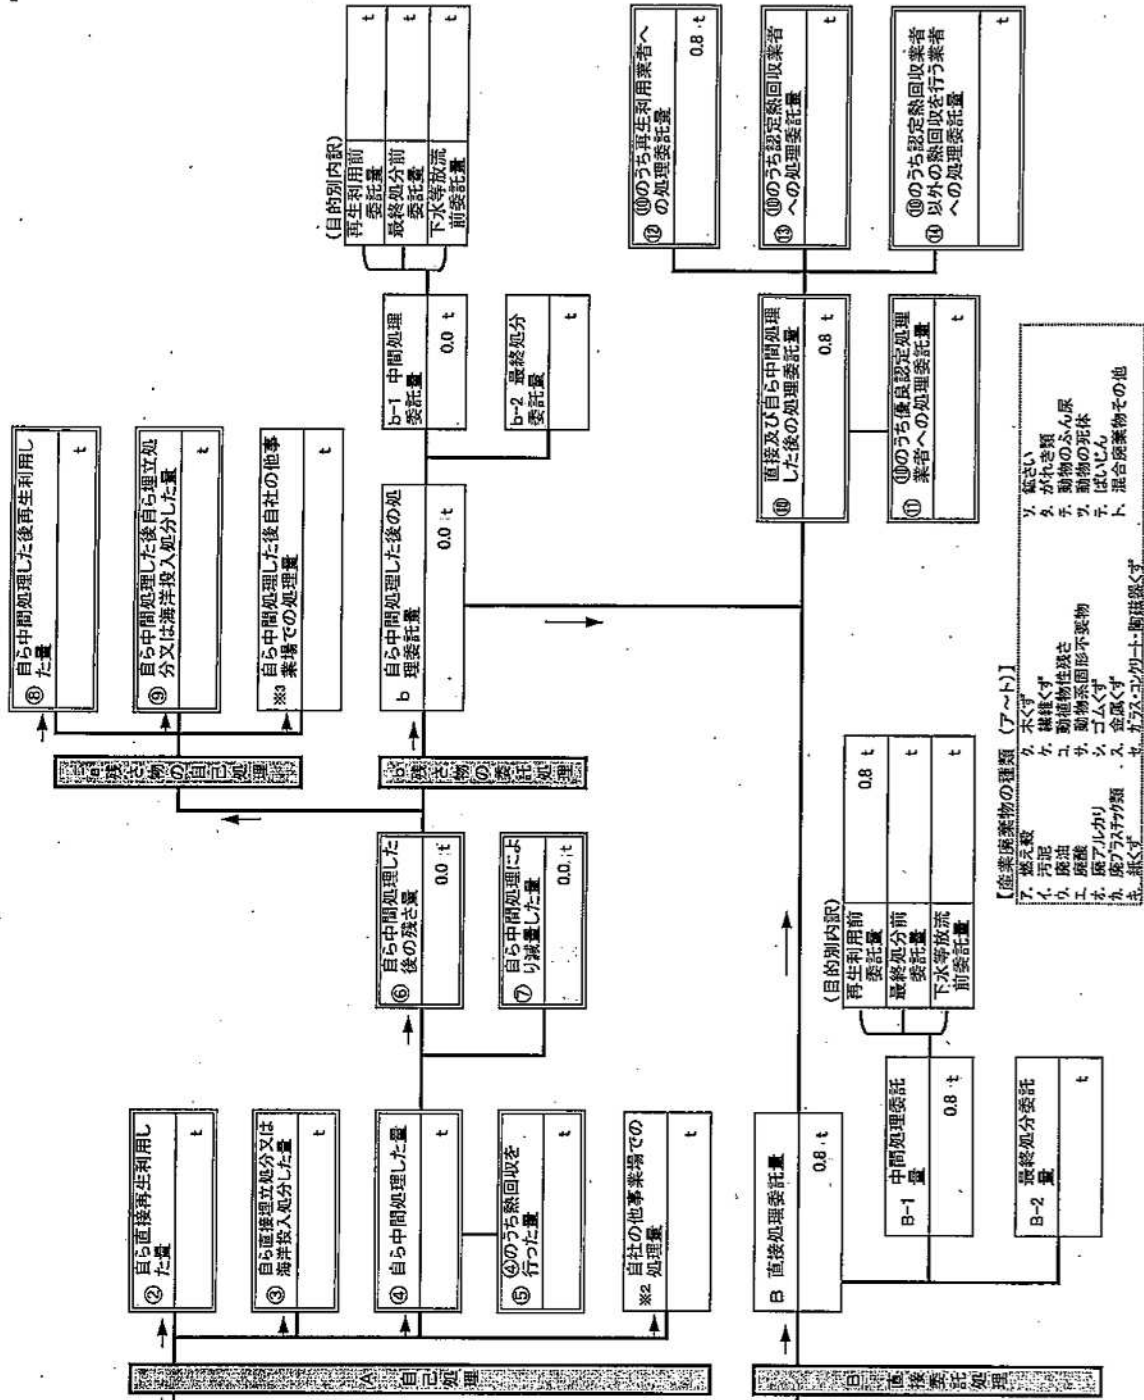 A 自己処理
② 自ら直接再生利用し
た量
t
③ 自ら直接埋立処分又は
海洋投入処分した量
t
④ 自ら中間処理した量
t
⑤ ④のうち熱回収を
行った量
t
※2 自社の他事業場での
処理量
t
⑥ 自ら中間処理した
後の残さ量
0.0 t
⑦ 自ら中間処理によ
り減量した量
0.0 t
a 残さ物の自己処理
⑧ 自ら中間処理した後再生利用し
た量
t
⑨ 自ら中間処理した後自ら埋立処
分又は海洋投入処分した量
t
※3 自ら中間処理した後自社の他事
業場での処理量
t
b 残さ物の委託処理
b 自ら中間処理した後の処
理委託量
0.0 t
b-1 中間処理
委託量
0.0 t
b-2 最終処分
委託量
t
(目的別内訳)
再生利用前
委託量
t
最終処分前
委託量
t
下水等放流
前委託量
t
B 直接委託処理
B 直接処理委託量
0.8 t
B-1 中間処理委託
量
0.8 t
B-2 最終処分委託
量
t
(目的別内訳)
再生利用前
委託量
0.8 t
最終処分前
委託量
t
下水等放流
前委託量
t
⑩ 直接及び自ら中間処理
した後の処理委託量
0.8 t
⑪ ⑩のうち優良認定処理
業者への処理委託量
t
⑫ ⑩のうち再生利用業者へ
の処理委託量
0.8 t
⑬ ⑩のうち認定熱回収業者
への処理委託量
t
⑭ ⑩のうち認定熱回収業者
以外の熱回収を行う業者
への処理委託量
t
【産業廃棄物の種類 (ア～ト)】
ア. 燃え殻
イ. 汚泥
ウ. 廃油
エ. 廃酸
オ. 廃アルカリ
カ. 廃プラスチック類
キ. 紙くず
ク. 木くず
ケ. 繊維くず
コ. 動植物性残さ
サ. 動物系固形不要物
シ. ゴムくず
ス. 金属くず
セ. ガラス・コンクリート・陶磁器くず
ソ. 鉱さい
タ. がれき類
チ. 動物のふん尿
ツ. 動物の死体
テ. ばいじん
ト. 混合廃棄物その他